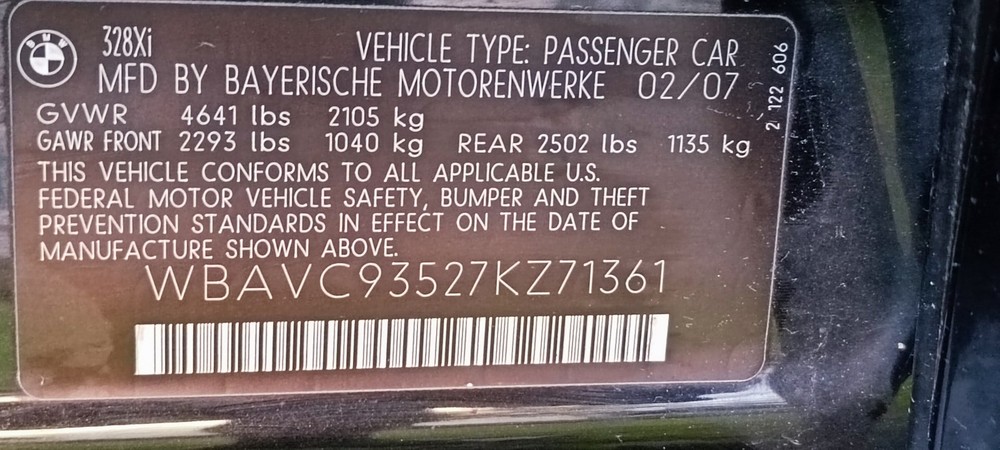 BMW
328Xi
VEHICLE TYPE: PASSENGER CAR
MFD BY BAYERISCHE MOTORENWERKE 02/07
GVWR 4641 lbs 2105 kg
GAWR FRONT 2293 lbs 1040 kg REAR 2502 lbs 1135 kg
THIS VEHICLE CONFORMS TO ALL APPLICABLE U.S.
FEDERAL MOTOR VEHICLE SAFETY, BUMPER AND THEFT
PREVENTION STANDARDS IN EFFECT ON THE DATE OF
MANUFACTURE SHOWN ABOVE.
WBAVC93527KZ71361
2 122 606